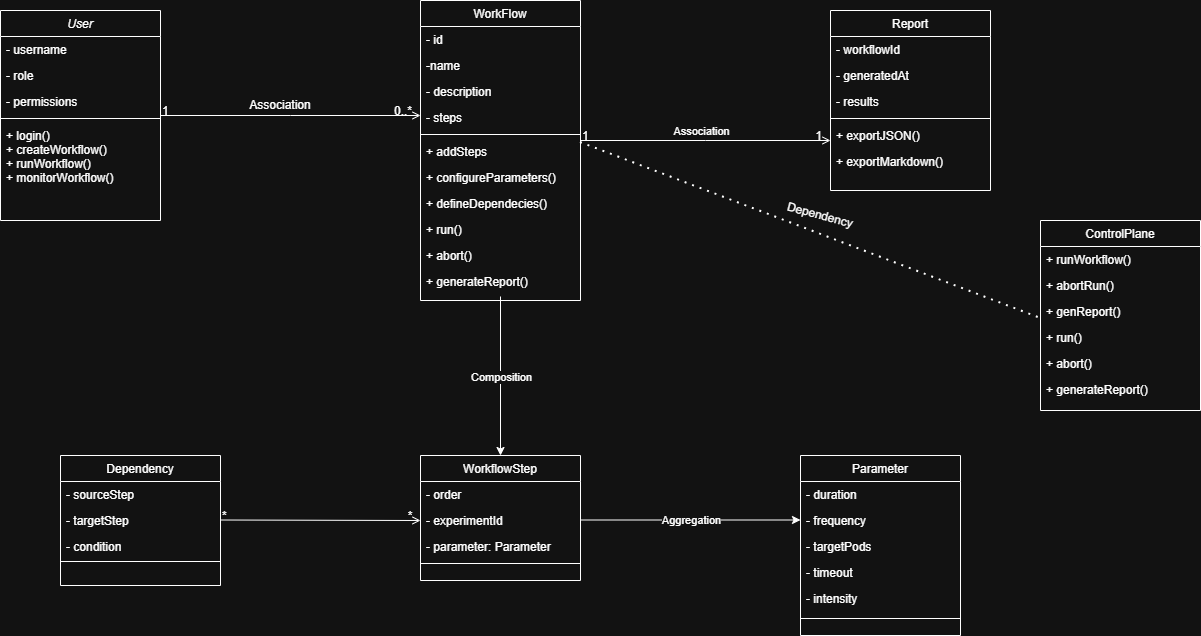 User
- username
- role
- permissions
+ login()
+ createWorkflow()
+ runWorkflow()
+ monitorWorkflow()
1
Association
0..*
WorkFlow
- id
-name
- description
- steps
+ addSteps
+ configureParameters()
+ defineDependecies()
+ run()
+ abort()
+ generateReport()
1
Association
1
Report
- workflowId
- generatedAt
- results
+ exportJSON()
+ exportMarkdown()
Dependency
ControlPlane
+ runWorkflow()
+ abortRun()
+ genReport()
+ run()
+ abort()
+ generateReport()
Composition
Dependency
- sourceStep
- targetStep
- condition
*
*
WorkflowStep
- order
- experimentId
- parameter: Parameter
Aggregation
Parameter
- duration
- frequency
- targetPods
- timeout
- intensity